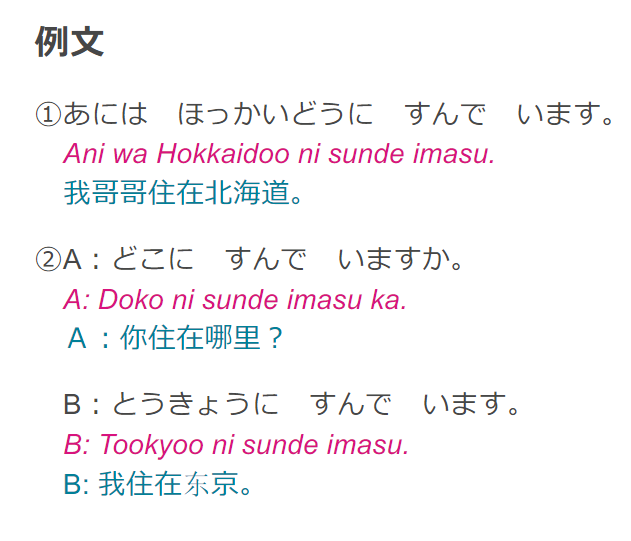 例文
①あには　ほっかいどうに　すんで　います。
Ani wa Hokkaidoo ni sunde imasu.
我哥哥住在北海道。
②A：どこに　すんで　いますか。
A: Doko ni sunde imasu ka.
Ａ：你住在哪里？
B：とうきょうに　すんで　います。
B: Tookyoo ni sunde imasu.
B: 我住在东京。